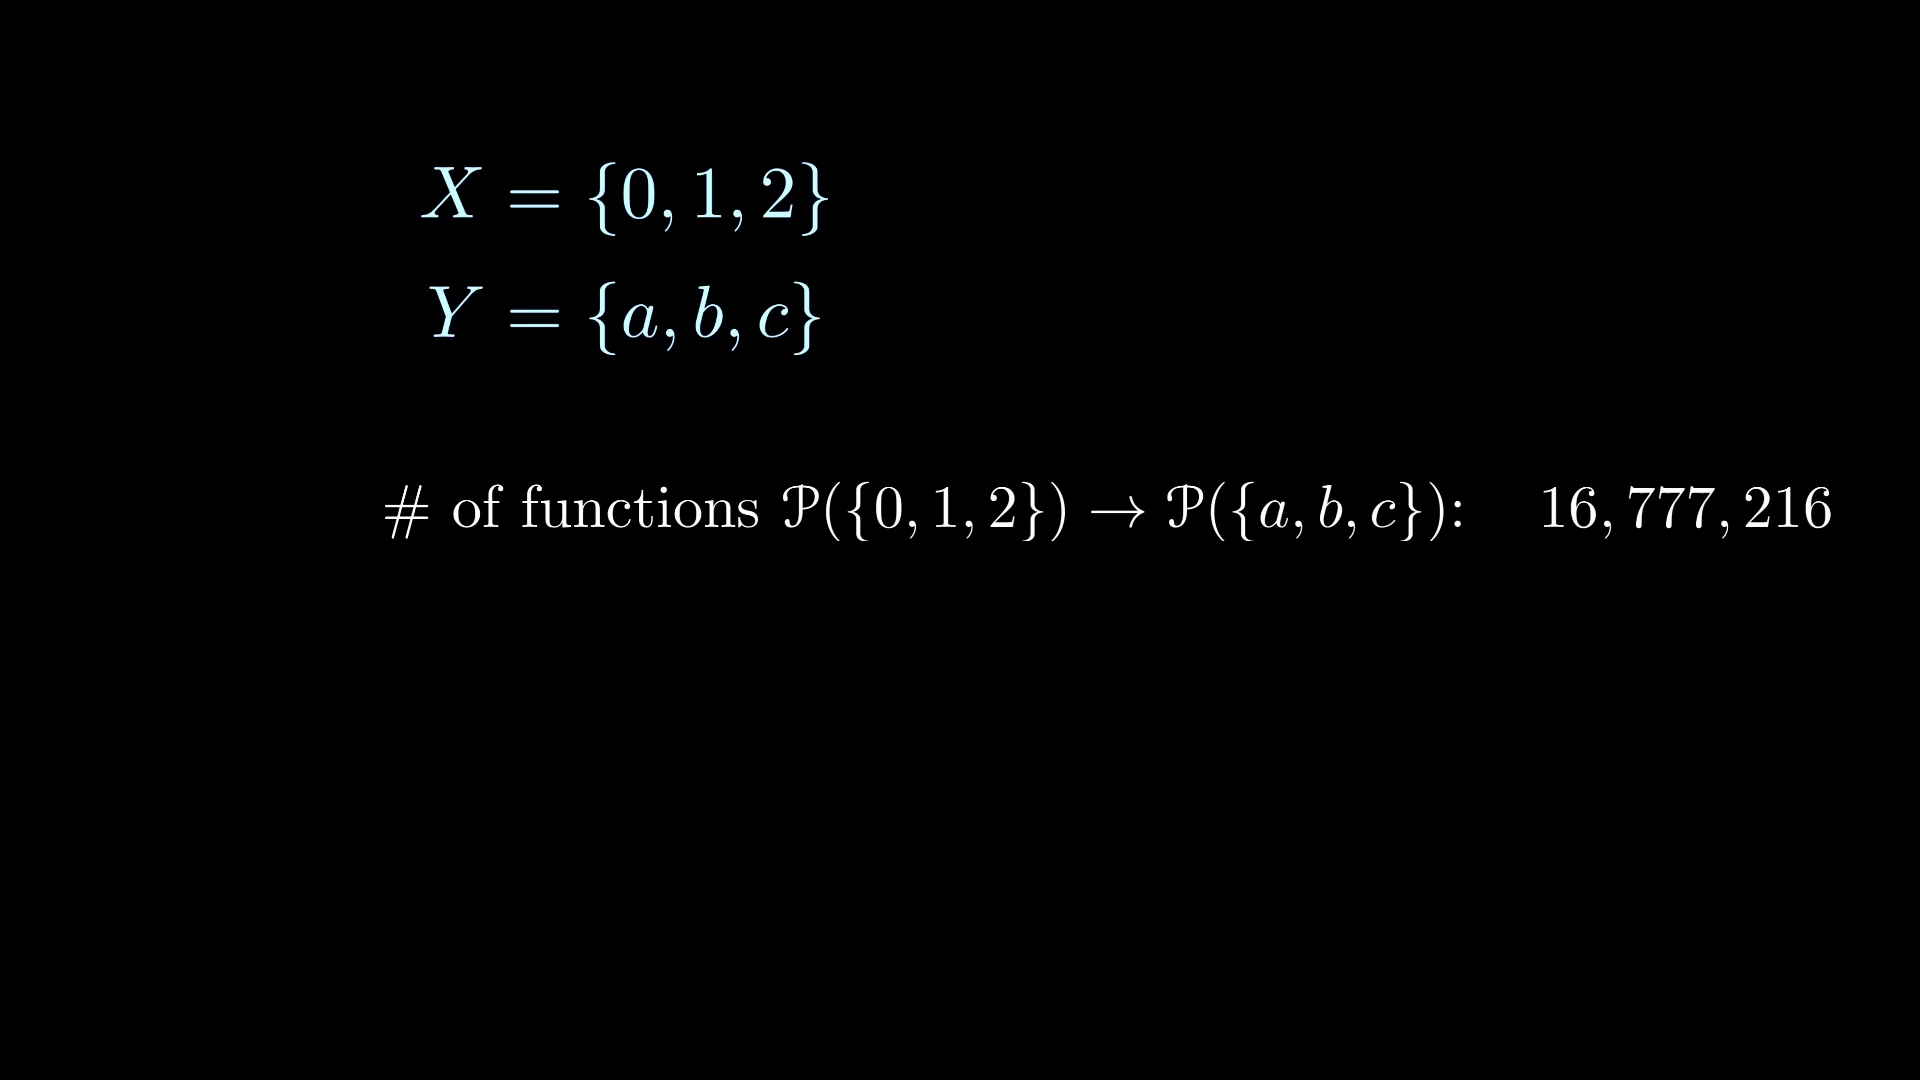 X = {0, 1, 2}
Y = {a, b, c}
# of functions 𝒫({0, 1, 2}) → 𝒫({a, b, c}): 16, 777, 216